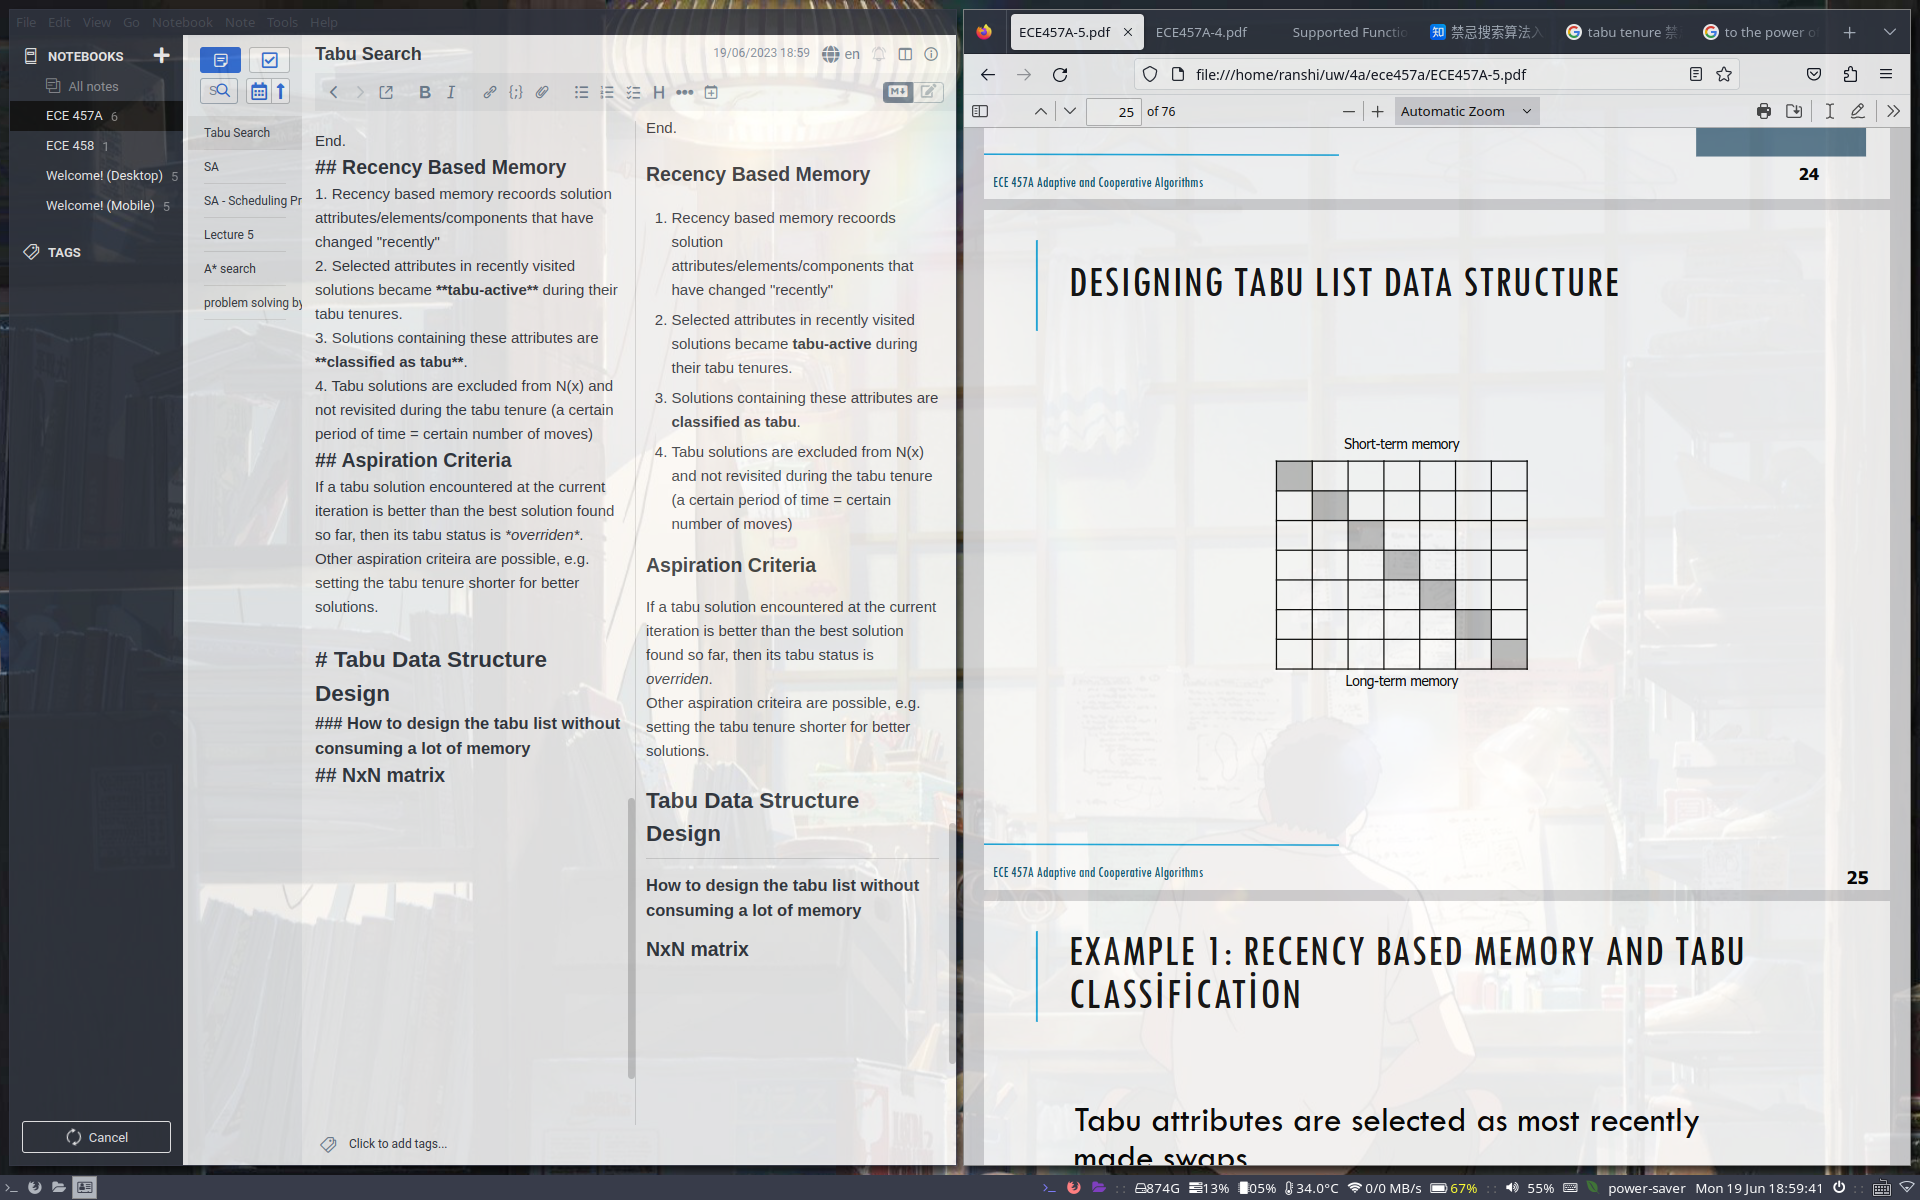 File Edit View Go Notebook Note Tools Help
NOTEBOOKS
All notes
ECE 457A 6
ECE 458 1
Welcome! (Desktop) 5
Welcome! (Mobile) 5
TAGS
Cancel
Tabu Search
SA
SA - Scheduling Pr
Lecture 5
A* search
problem solving by
Tabu Search
19/06/2023 18:59
en
End.
## Recency Based Memory
1. Recency based memory recoords solution
attributes/elements/components that have
changed "recently"
2. Selected attributes in recently visited
solutions became **tabu-active** during their
tabu tenures.
3. Solutions containing these attributes are
**classified as tabu**.
4. Tabu solutions are excluded from N(x) and
not revisited during the tabu tenure (a certain
period of time = certain number of moves)
## Aspiration Criteria
If a tabu solution encountered at the current
iteration is better than the best solution found
so far, then its tabu status is *overriden*.
Other aspiration criteira are possible, e.g.
setting the tabu tenure shorter for better
solutions.
# Tabu Data Structure
Design
### How to design the tabu list without
consuming a lot of memory
## NxN matrix
Click to add tags...
End.
Recency Based Memory
1. Recency based memory recoords
solution
attributes/elements/components that
have changed "recently"
2. Selected attributes in recently visited
solutions became tabu-active during
their tabu tenures.
3. Solutions containing these attributes are
classified as tabu.
4. Tabu solutions are excluded from N(x)
and not revisited during the tabu tenure
(a certain period of time = certain
number of moves)
Aspiration Criteria
If a tabu solution encountered at the current
iteration is better than the best solution
found so far, then its tabu status is
overriden.
Other aspiration criteira are possible, e.g.
setting the tabu tenure shorter for better
solutions.
Tabu Data Structure
Design
How to design the tabu list without
consuming a lot of memory
NxN matrix
ECE457A-5.pdf
ECE457A-4.pdf
Supported Functio
知 禁忌搜索算法入
tabu tenure 禁
to the power o
file:///home/ranshi/uw/4a/ece457a/ECE457A-5.pdf
25 of 76
Automatic Zoom
ECE 457A Adaptive and Cooperative Algorithms
24
DESIGNING TABU LIST DATA STRUCTURE
Short-term memory
Long-term memory
ECE 457A Adaptive and Cooperative Algorithms
25
EXAMPLE 1: RECENCY BASED MEMORY AND TABU
CLASSİFİCATİON
Tabu attributes are selected as most recently
made swaps
874G 13% 05% 34.0°C 0/0 MB/s 67% 55% power-saver Mon 19 Jun 18:59:41